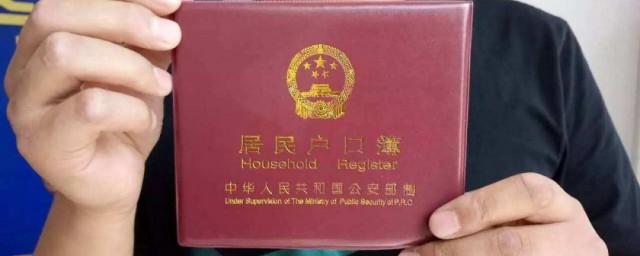 居民户口簿
Household Register
中华人民共和国公安部制
Under Supervision of The Ministry of Public Security of P.R.C